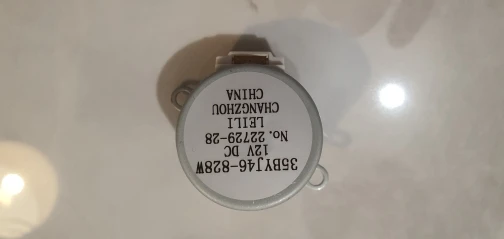 35BYJ46-828W
12V DC
No. 22729-28
LEILI
CHANGZHOU
CHINA